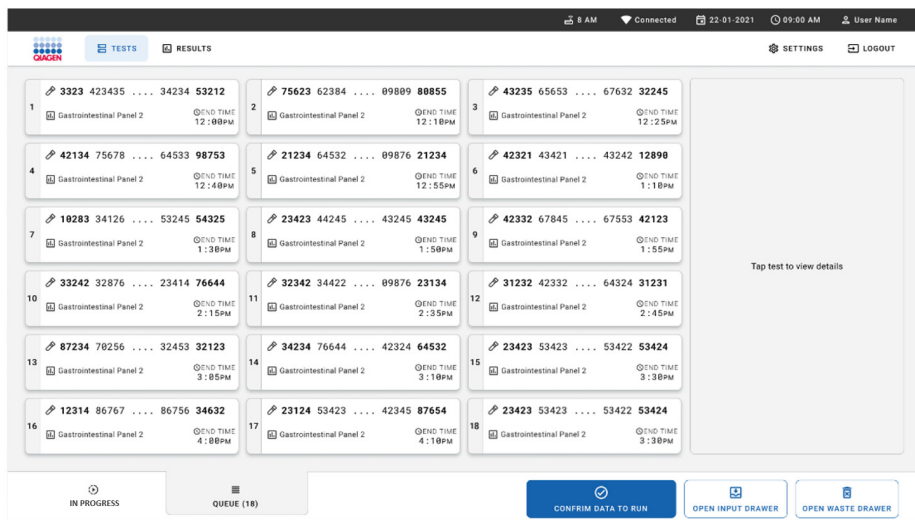 8 AM Connected 22-01-2021 09:00 AM User Name
QIAGEN TESTS RESULTS SETTINGS LOGOUT
1 3323 423435 .... 34234 53212
Gastrointestinal Panel 2 END TIME 12:00PM
2 75623 62384 .... 09809 80855
Gastrointestinal Panel 2 END TIME 12:10PM
3 43235 65653 .... 67632 32245
Gastrointestinal Panel 2 END TIME 12:25PM
4 42134 75678 .... 64533 98753
Gastrointestinal Panel 2 END TIME 12:40PM
5 21234 64532 .... 09876 21234
Gastrointestinal Panel 2 END TIME 12:55PM
6 42321 43421 .... 43242 12890
Gastrointestinal Panel 2 END TIME 1:10PM
7 10283 34126 .... 53245 54325
Gastrointestinal Panel 2 END TIME 1:30PM
8 23423 44245 .... 43245 43245
Gastrointestinal Panel 2 END TIME 1:50PM
9 42332 67845 .... 67553 42123
Gastrointestinal Panel 2 END TIME 1:55PM
10 33242 32876 .... 23414 76644
Gastrointestinal Panel 2 END TIME 2:15PM
11 32342 34422 .... 09876 23134
Gastrointestinal Panel 2 END TIME 2:35PM
12 31232 42332 .... 64324 31231
Gastrointestinal Panel 2 END TIME 2:45PM
13 87234 70256 .... 32453 32123
Gastrointestinal Panel 2 END TIME 3:05PM
14 34234 76644 .... 42324 64532
Gastrointestinal Panel 2 END TIME 3:10PM
15 23423 53423 .... 53422 53424
Gastrointestinal Panel 2 END TIME 3:30PM
16 12314 86767 .... 86756 34632
Gastrointestinal Panel 2 END TIME 4:00PM
17 23124 53423 .... 42345 87654
Gastrointestinal Panel 2 END TIME 4:10PM
18 23423 53423 .... 53422 53424
Gastrointestinal Panel 2 END TIME 3:30PM
Tap test to view details
IN PROGRESS QUEUE (18) CONFRIM DATA TO RUN OPEN INPUT DRAWER OPEN WASTE DRAWER